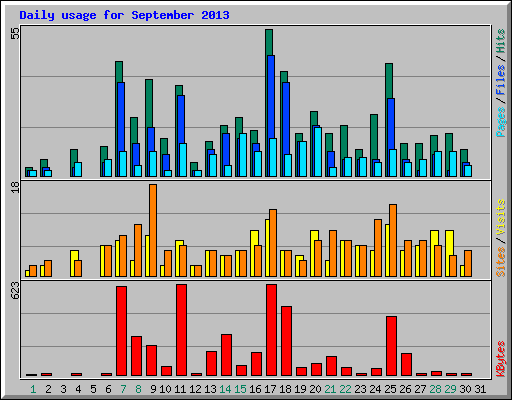 Daily usage for September 2013
55
18
623
Pages / Files / Hits
Sites / Visits
KBytes
1 2 3 4 5 6 7 8 9 10 11 12 13 14 15 16 17 18 19 20 21 22 23 24 25 26 27 28 29 30 31